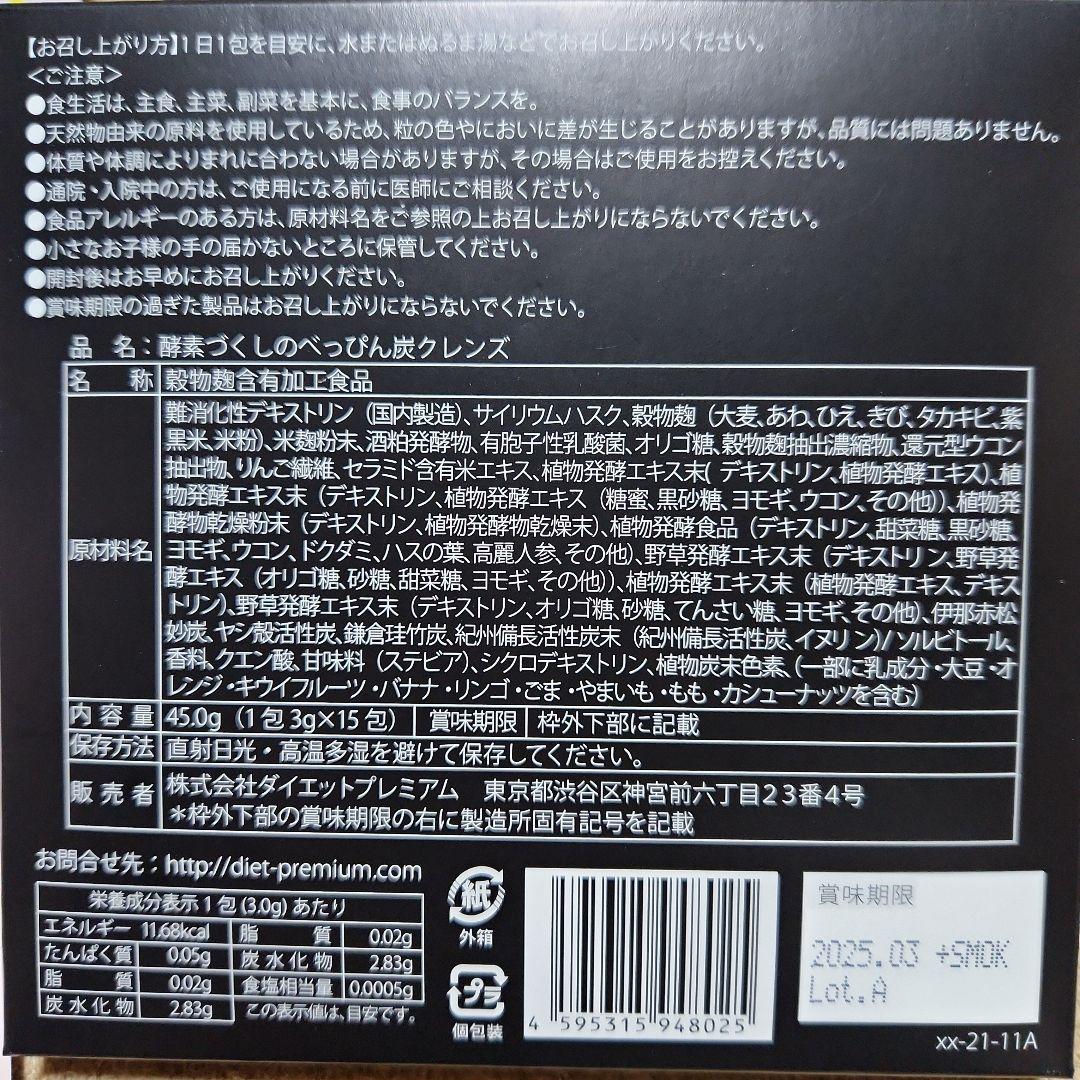 【お召し上がり方】1日1包を目安に、水またはぬるま湯などでお召し上がりください。
<ご注意>
●食生活は、主食、主菜、副菜を基本に、食事のバランスを。
●天然物由来の原料を使用しているため、粒の色やにおいに差が生じることがありますが、品質には問題ありません。
●体質や体調によりまれに合わない場合がありますが、その場合はご使用をお控えください。
●通院・入院中の方は、ご使用になる前に医師にご相談ください。
●食品アレルギーのある方は、原材料名をご参照の上お召し上がりにならないでください。
●小さなお子様の手の届かないところに保管してください。
●開封後はお早めにお召し上がりください。
●賞味期限の過ぎた製品はお召し上がりにならないでください。
品 名：酵素づくしのべっぴん炭クレンズ
名 称 穀物麹含有加工食品
原材料名
難消化性デキストリン（国内製造）、サイリウムハスク、穀物麹（大麦、あわ、ひえ、きび、タカキビ、紫
黒米、米粉）、米麹粉末、酒粕発酵物、有胞子性乳酸菌、オリゴ糖、穀物麹抽出濃縮物、還元型ウコン
抽出物、りんご繊維、セラミド含有米エキス、植物発酵エキス末（デキストリン、植物発酵エキス）、植
物発酵エキス末（デキストリン、植物発酵エキス（糖蜜、黒砂糖、ヨモギ、ウコン、その他））、植物発
酵物乾燥粉末（デキストリン、植物発酵物乾燥末）、植物発酵食品（デキストリン、甜菜糖、黒砂糖、
ヨモギ、ウコン、ドクダミ、ハスの葉、高麗人参、その他）、野草発酵エキス末（デキストリン、野草発
酵エキス（オリゴ糖、砂糖、甜菜糖、ヨモギ、その他））、植物発酵エキス末（植物発酵エキス、デキス
トリン）、野草発酵エキス末（デキストリン、オリゴ糖、砂糖、てんさい糖、ヨモギ、その他）、伊那赤松
妙炭、ヤシ殻活性炭、鎌倉珪竹炭、紀州備長活性炭末（紀州備長活性炭、イヌリン）/ソルビトール、
香料、クエン酸、甘味料（ステビア）、シクロデキストリン、植物炭末色素、（一部に乳成分・大豆・オ
レンジ・キウイフルーツ・バナナ・リンゴ・ごま・やまいも・もも・カシューナッツを含む）
内容量 45.0g（1包3g×15包） 賞味期限 枠外下部に記載
保存方法 直射日光・高温多湿を避けて保存してください。
販売者 株式会社ダイエットプレミアム 東京都渋谷区神宮前六丁目23番4号
＊枠外下部の賞味期限の右に製造所固有記号を記載
お問合せ先：http://diet-premium.com
栄養成分表示1包(3.0g)あたり
エネルギー 11.68kcal 脂質 0.02g
たんぱく質 0.05g 炭水化物 2.83g
脂質 0.02g 食塩相当量 0.0005g
炭水化物 2.83g この表示値は、目安です。
紙
外箱
プラ
個包装
4 595315 948025
賞味期限
2025.03 +SMOK
Lot.A
xx-21-11A